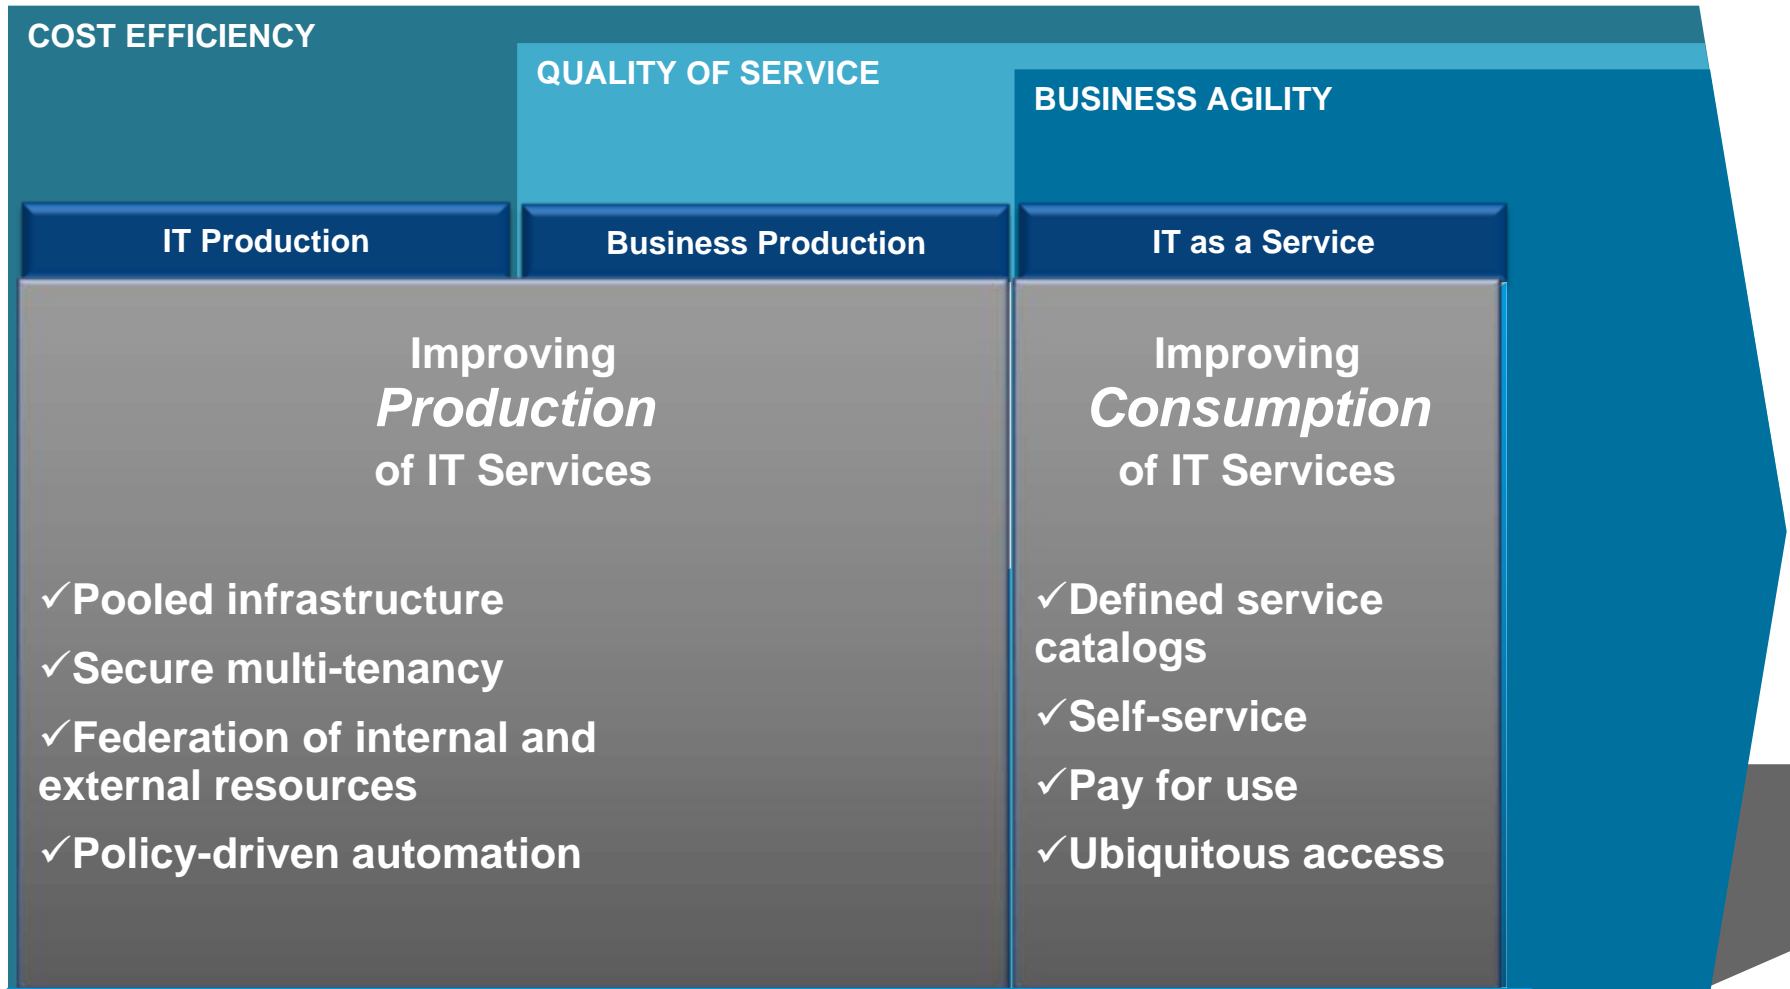 COST EFFICIENCY
QUALITY OF SERVICE
BUSINESS AGILITY
IT Production
Business Production
IT as a Service
Improving
Production
of IT Services
✓Pooled infrastructure
✓Secure multi-tenancy
✓Federation of internal and
external resources
✓Policy-driven automation
Improving
Consumption
of IT Services
✓Defined service
catalogs
✓Self-service
✓Pay for use
✓Ubiquitous access